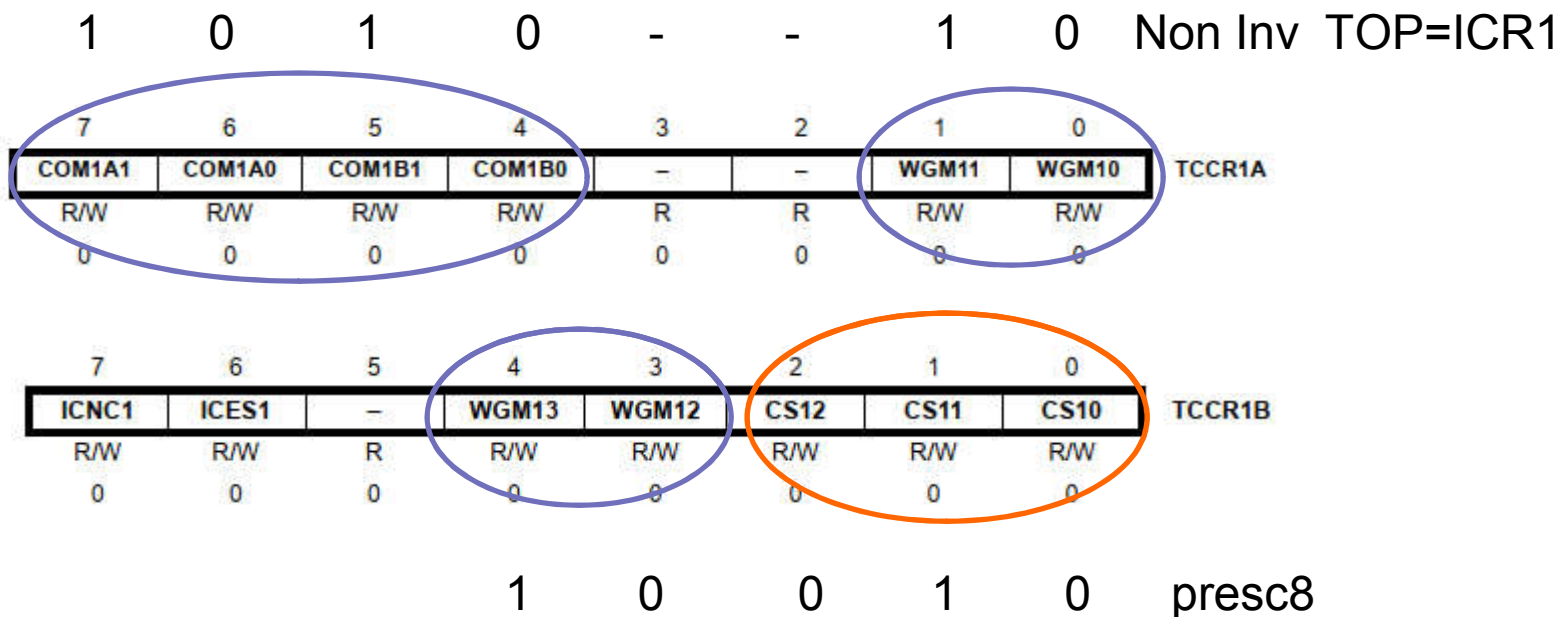 1 0 1 0 - - 1 0 Non Inv TOP=ICR1
7 6 5 4 3 2 1 0
COM1A1 COM1A0 COM1B1 COM1B0 – – WGM11 WGM10 TCCR1A
R/W R/W R/W R/W R R R/W R/W
0 0 0 0 0 0 0 0
7 6 5 4 3 2 1 0
ICNC1 ICES1 – WGM13 WGM12 CS12 CS11 CS10 TCCR1B
R/W R/W R R/W R/W R/W R/W R/W
0 0 0 0 0 0 0 0
1 0 0 1 0 presc8